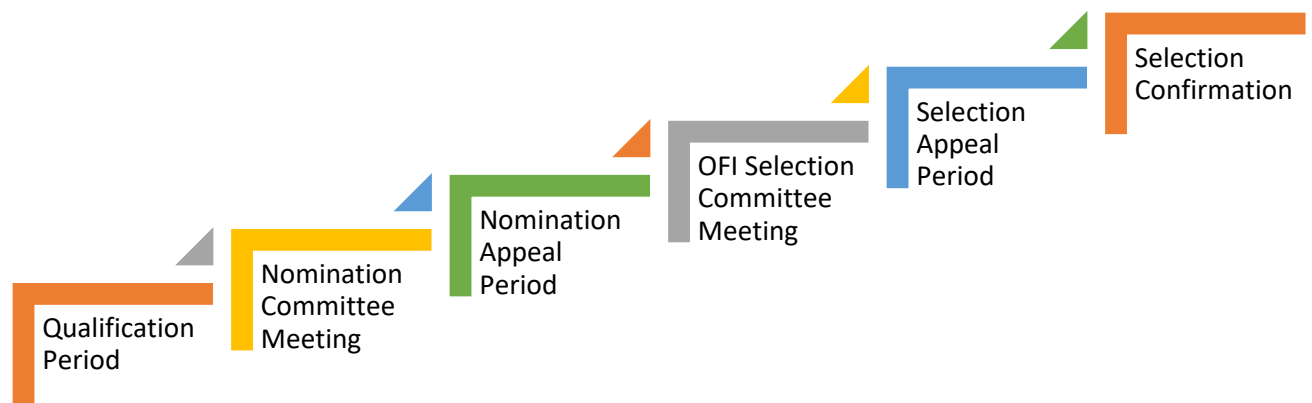 Qualification
Period
Nomination
Committee
Meeting
Nomination
Appeal
Period
OFI Selection
Committee
Meeting
Selection
Appeal
Period
Selection
Confirmation